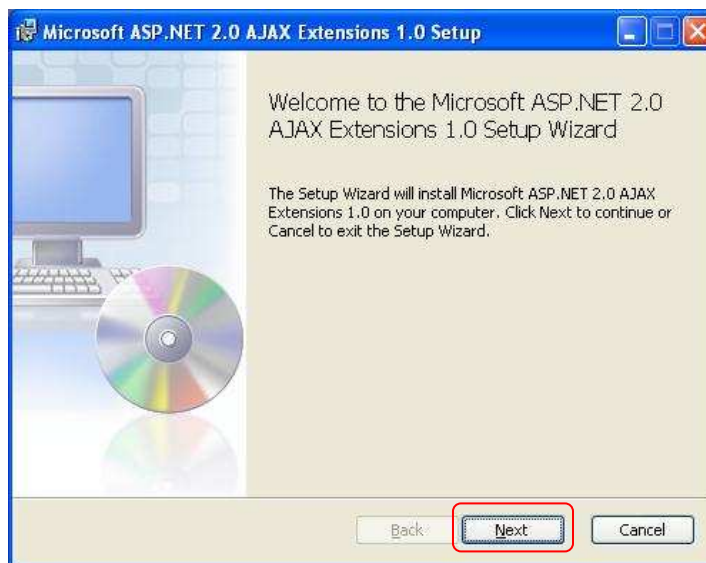 Microsoft ASP.NET 2.0 AJAX Extensions 1.0 Setup
Welcome to the Microsoft ASP.NET 2.0
AJAX Extensions 1.0 Setup Wizard
The Setup Wizard will install Microsoft ASP.NET 2.0 AJAX
Extensions 1.0 on your computer. Click Next to continue or
Cancel to exit the Setup Wizard.
Back Next Cancel